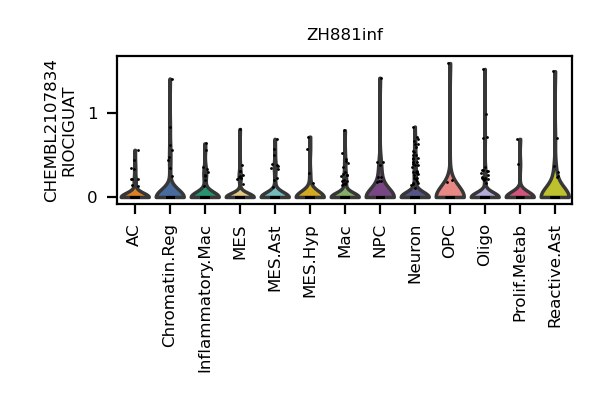 ZH881inf
CHEMBL2107834
RIOCIGUAT
1
0
AC
Chromatin.Reg
Inflammatory.Mac
MES
MES.Ast
MES.Hyp
Mac
NPC
Neuron
OPC
Oligo
Prolif.Metab
Reactive.Ast